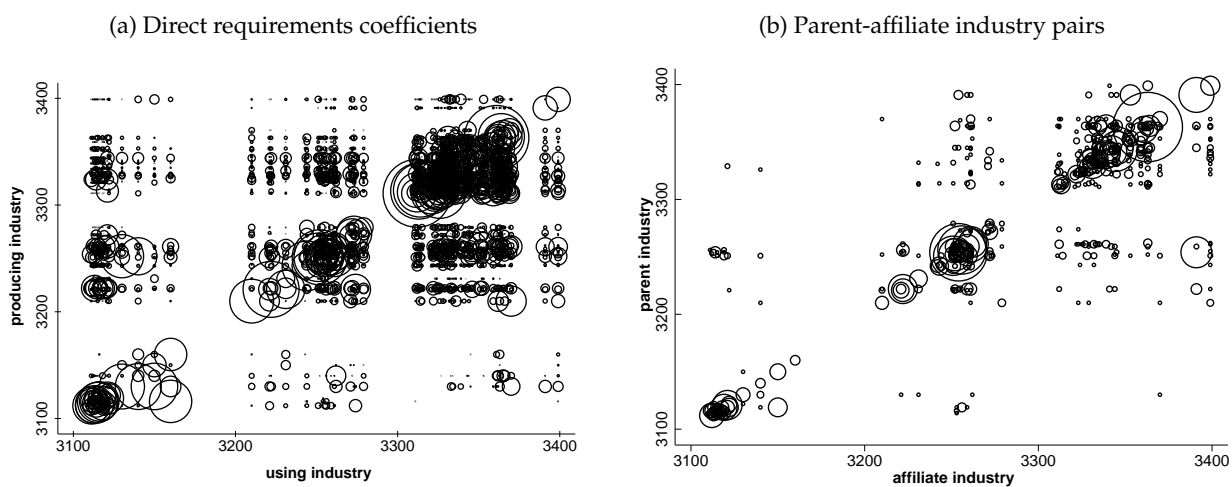 (a) Direct requirements coefficients
producing industry
3400
3300
3200
3100
3100 3200 3300 3400
using industry
(b) Parent-affiliate industry pairs
parent industry
3400
3300
3200
3100
3100 3200 3300 3400
affiliate industry